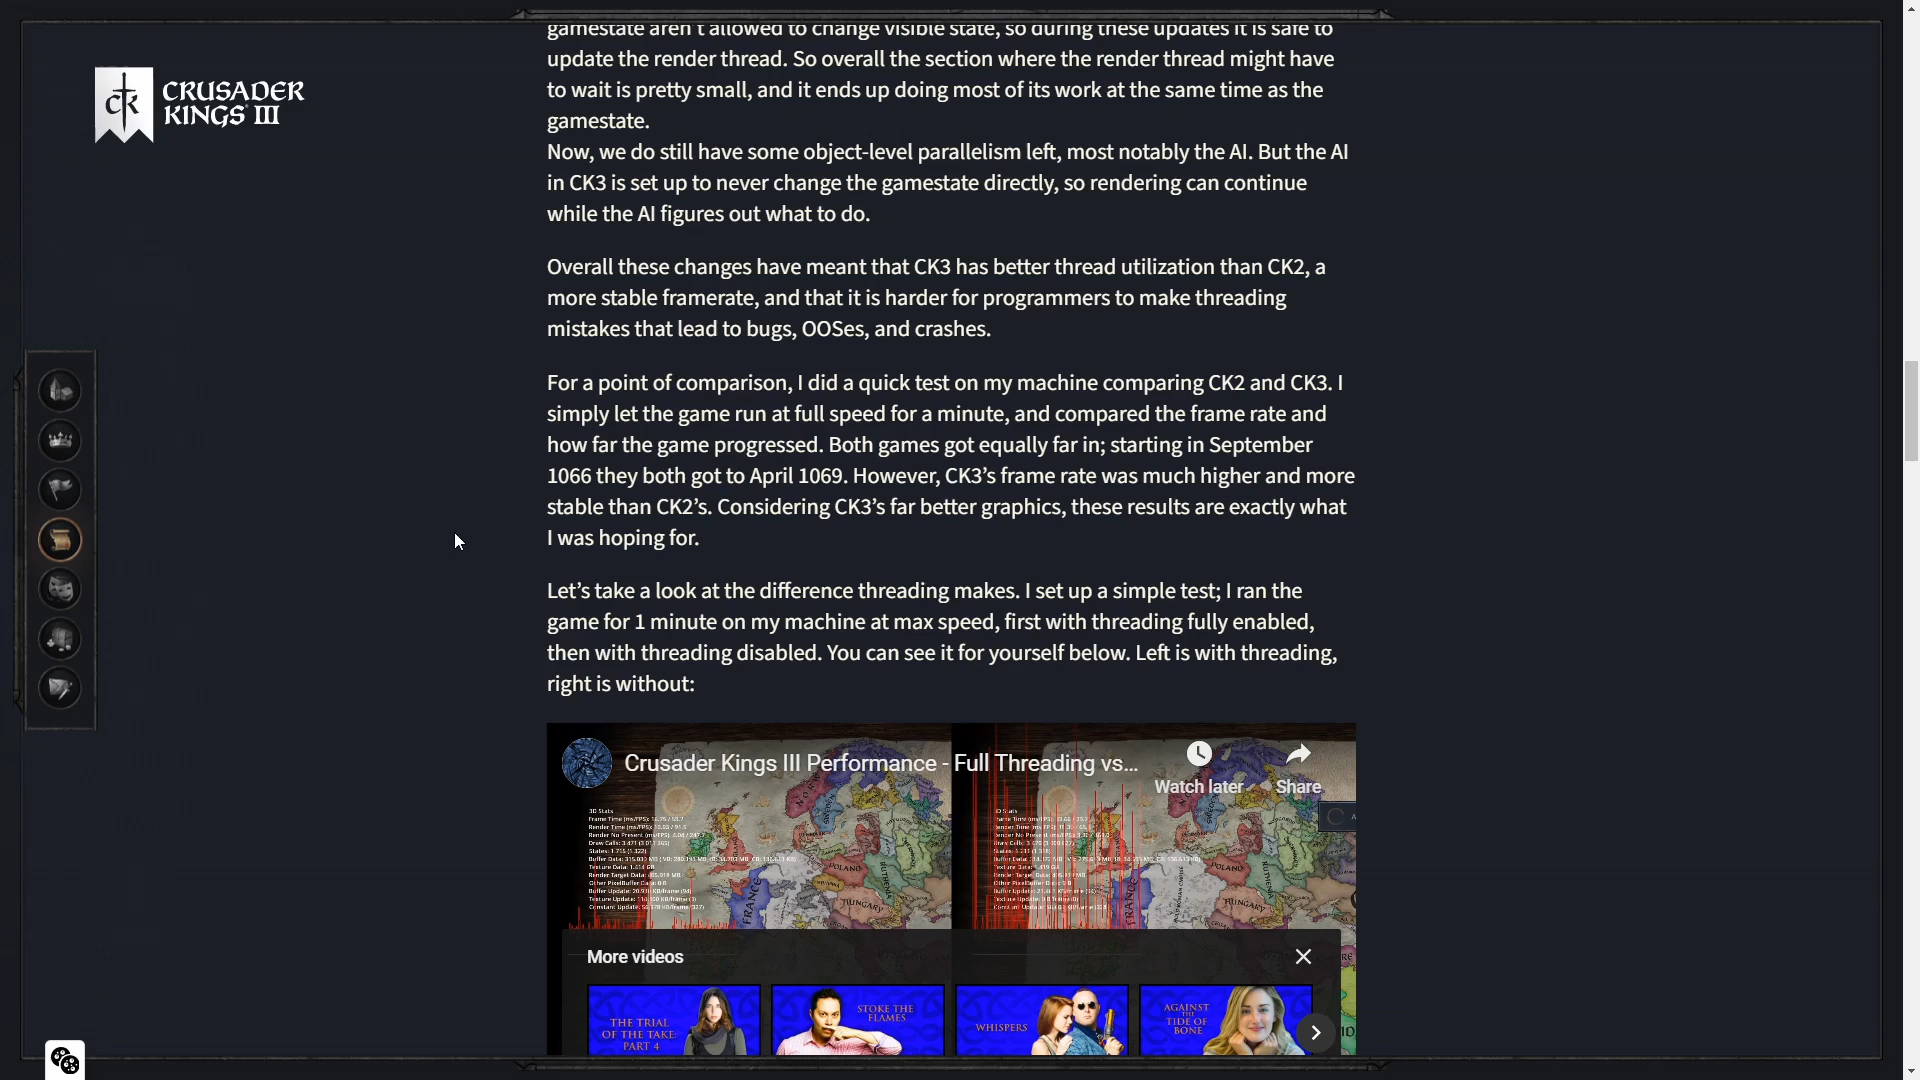 gamestate aren't allowed to change visible state, so during these updates it is safe to
update the render thread. So overall the section where the render thread might have
to wait is pretty small, and it ends up doing most of its work at the same time as the
gamestate.
Now, we do still have some object-level parallelism left, most notably the AI. But the AI
in CK3 is set up to never change the gamestate directly, so rendering can continue
while the AI figures out what to do.
CK
CRUSADER
KINGS III
Overall these changes have meant that CK3 has better thread utilization than CK2, a
more stable framerate, and that it is harder for programmers to make threading
mistakes that lead to bugs, OOSes, and crashes.
For a point of comparison, I did a quick test on my machine comparing CK2 and CK3. I
simply let the game run at full speed for a minute, and compared the frame rate and
how far the game progressed. Both games got equally far in; starting in September
1066 they both got to April 1069. However, CK3’s frame rate was much higher and more
stable than CK2’s. Considering CK3’s far better graphics, these results are exactly what
I was hoping for.
Let’s take a look at the difference threading makes. I set up a simple test; I ran the
game for 1 minute on my machine at max speed, first with threading fully enabled,
then with threading disabled. You can see it for yourself below. Left is with threading,
right is without:
Crusader Kings III Performance - Full Threading vs...
Watch later
Share
3D Stats
FRANCE
POLAND
RUTHENIA
HUNGARY
FRANCE
POLAND
RUTHENIA
HUNGARY
More videos
THE TRIAL
OF THE TAKE:
PART 4
STOKE THE
FLAMES
WHISPERS
AGAINST
THE
TIDE OF
BONE